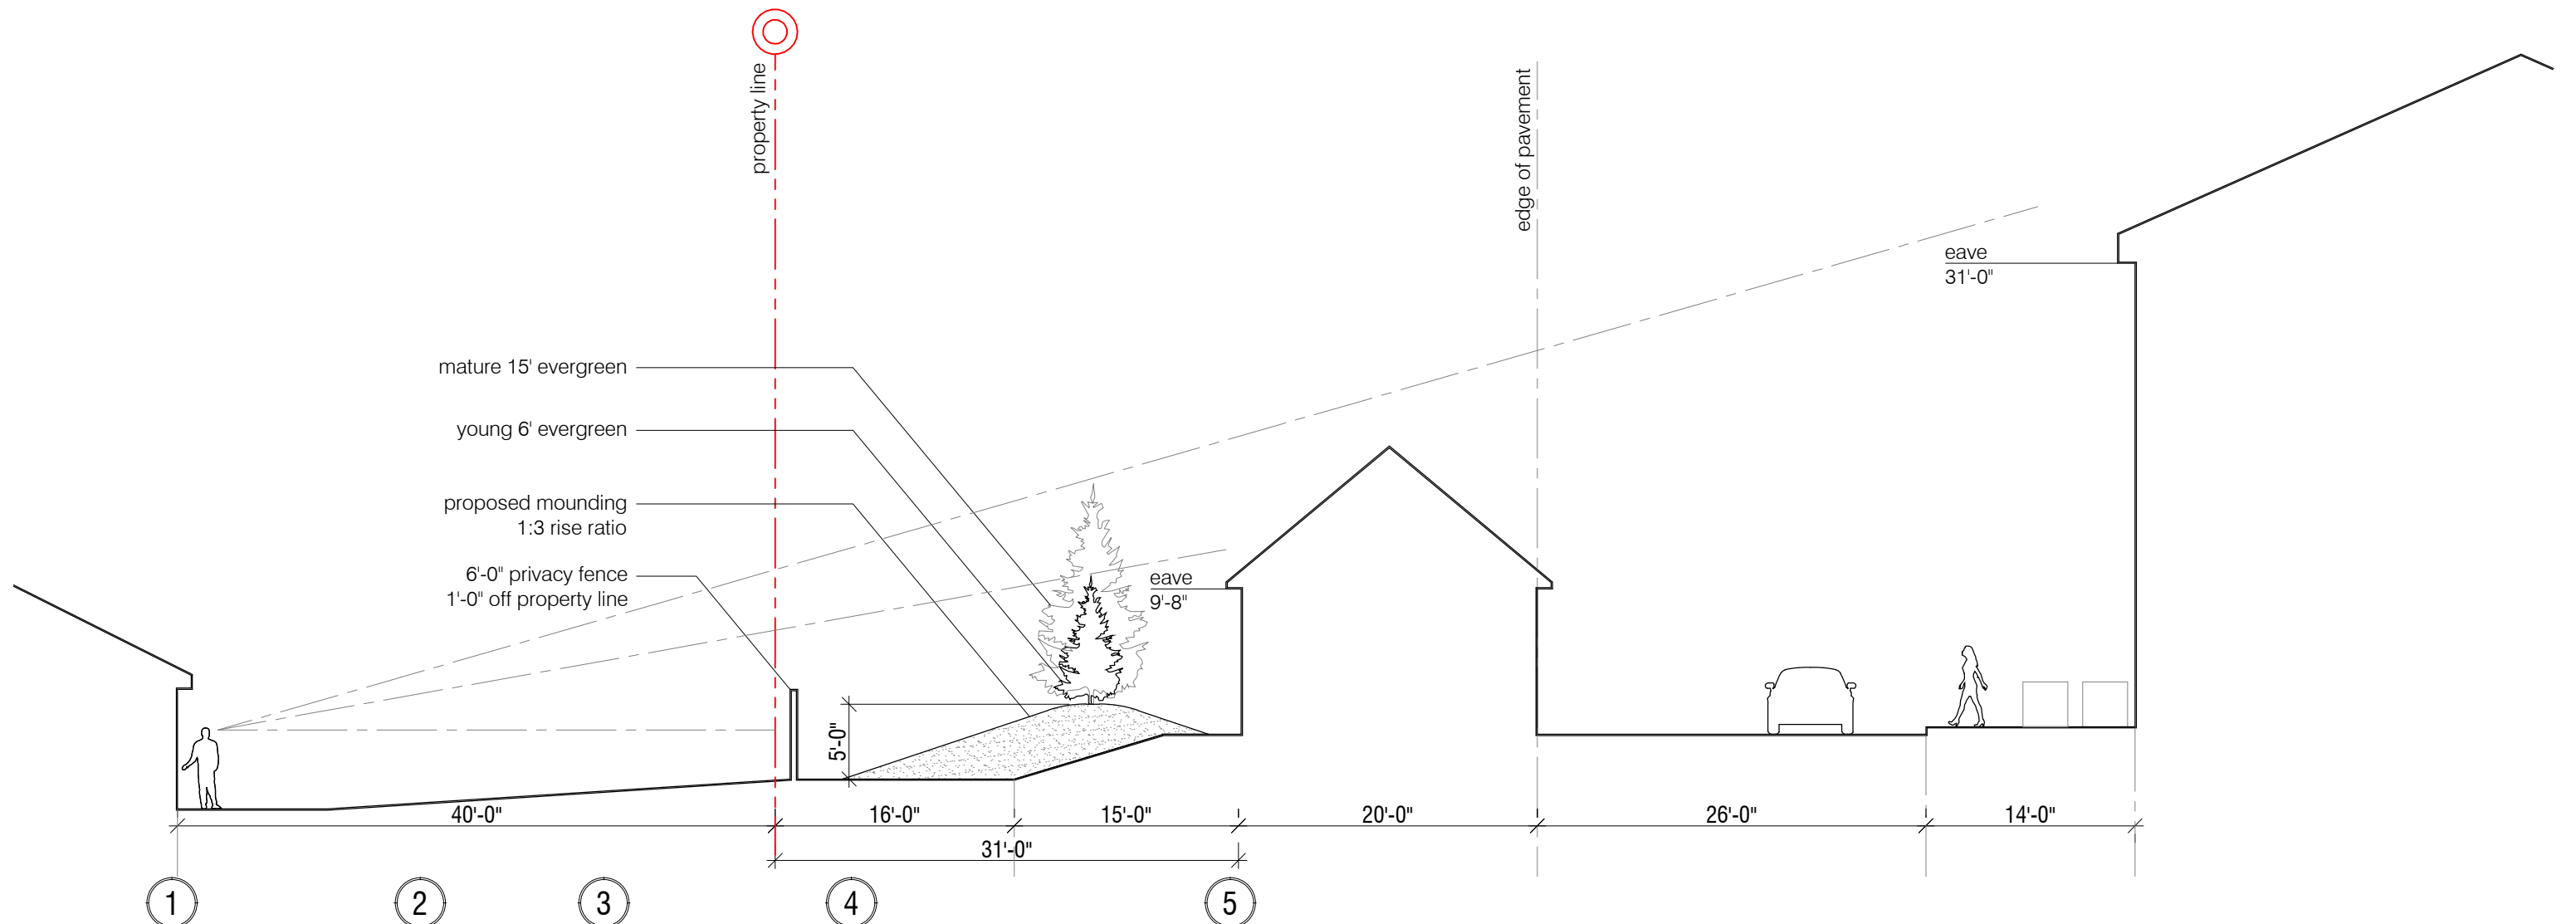 property line
edge of pavement
eave
31'-0"
mature 15' evergreen
young 6' evergreen
proposed mounding
1:3 rise ratio
6'-0" privacy fence
1'-0" off property line
eave
9'-8"
5'-0"
40'-0"
16'-0"
15'-0"
20'-0"
26'-0"
14'-0"
31'-0"
1
2
3
4
5